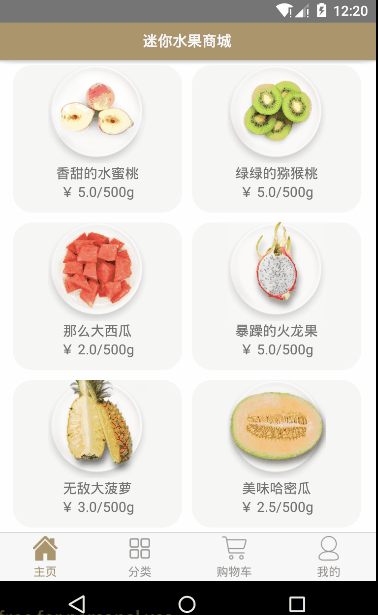 12:20
迷你水果商城
香甜的水蜜桃
绿绿的猕猴桃
￥ 5.0/500g
￥ 5.0/500g
那么大西瓜
暴躁的火龙果
￥ 2.0/500g
￥ 5.0/500g
无敌大菠萝
美味哈密瓜
￥ 3.0/500g
￥ 2.5/500g
主页
分类
购物车
我的